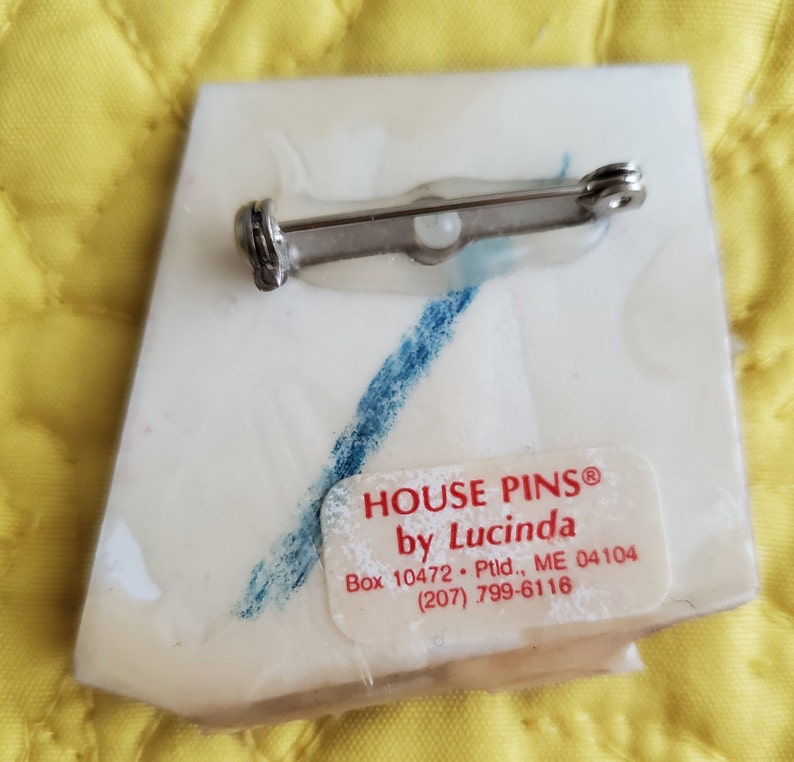 HOUSE PINS®
by Lucinda
Box 10472 • Ptld., ME 04104
(207) 799-6116